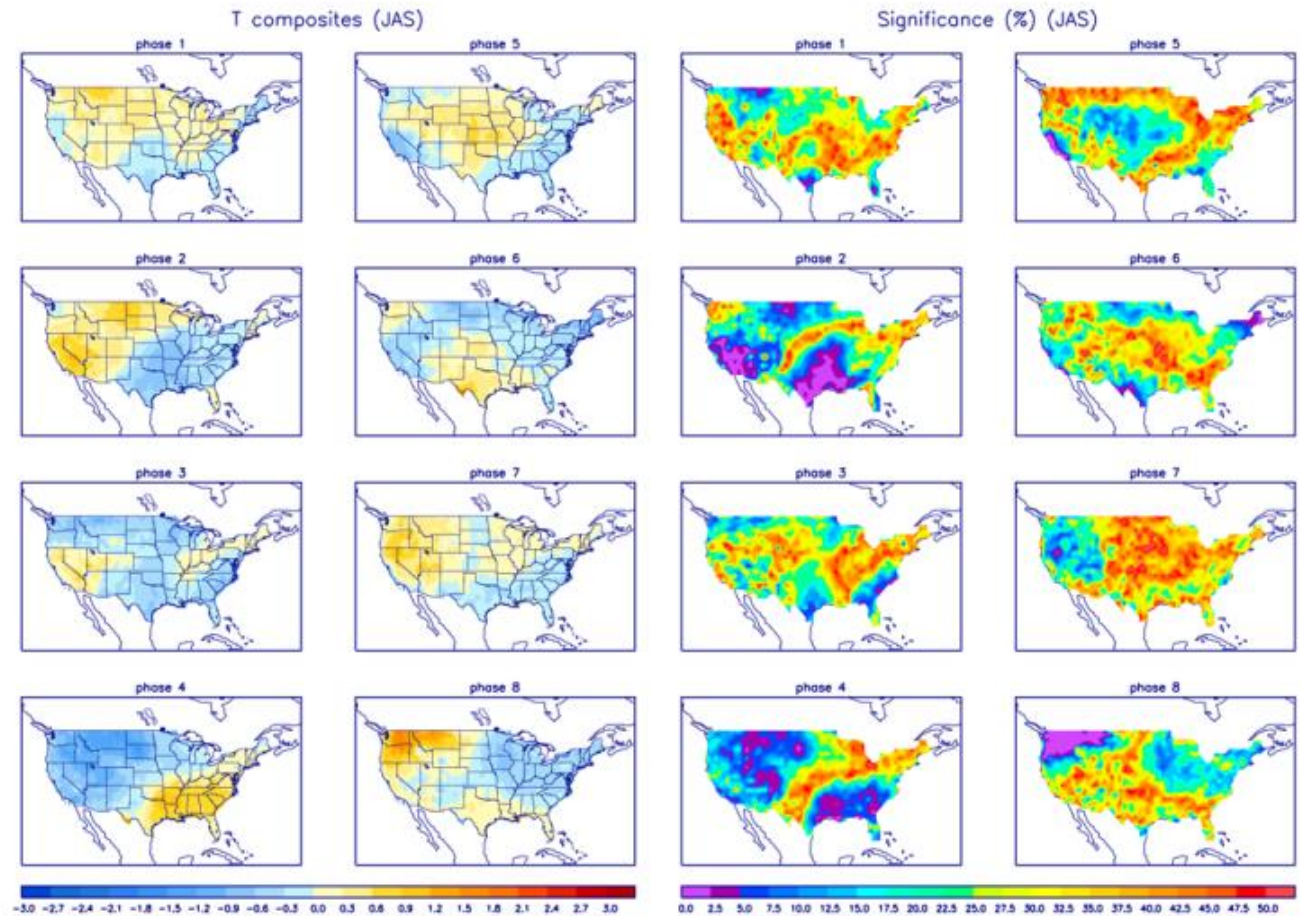 T composites (JAS) Significance (%) (JAS)
phase 1 phase 5 phase 1 phase 5
phase 2 phase 6 phase 2 phase 6
phase 3 phase 7 phase 3 phase 7
phase 4 phase 8 phase 4 phase 8
-3.0 -2.7 -2.4 -2.1 -1.8 -1.5 -1.2 -0.9 -0.6 -0.3 0.0 0.3 0.6 0.9 1.2 1.5 1.8 2.1 2.4 2.7 3.0 0.0 2.5 5.0 7.5 10.0 12.5 15.0 17.5 20.0 22.5 25.0 27.5 30.0 32.5 35.0 37.5 40.0 42.5 45.0 47.5 50.0